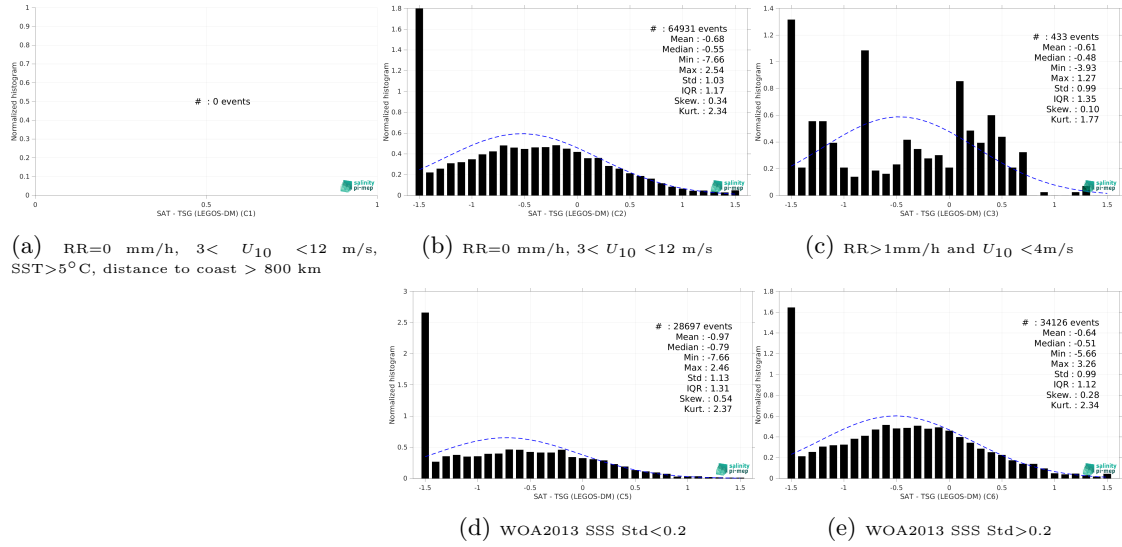 1
0.9
0.8
0.7
0.6
0.5
0.4
0.3
0.2
0.1
0
Normalized histogram
# : 0 events
salinity
pi-mep
0 0.5 1
SAT - TSG (LEGOS-DM) (C1)
(a) RR=0 mm/h, 3< U10 <12 m/s,
SST>5°C, distance to coast > 800 km
1.8
1.6
1.4
1.2
1
0.8
0.6
0.4
0.2
0
Normalized histogram
# : 64931 events
Mean : -0.68
Median : -0.55
Min : -7.66
Max : 2.54
Std : 1.03
IQR : 1.17
Skew. : 0.34
Kurt. : 2.34
salinity
pi-mep
-1.5 -1 -0.5 0 0.5 1 1.5
SAT - TSG (LEGOS-DM) (C2)
(b) RR=0 mm/h, 3< U10 <12 m/s
1.4
1.2
1
0.8
0.6
0.4
0.2
0
Normalized histogram
# : 433 events
Mean : -0.61
Median : -0.48
Min : -3.93
Max : 1.27
Std : 0.99
IQR : 1.35
Skew. : 0.10
Kurt. : 1.77
salinity
pi-mep
-1.5 -1 -0.5 0 0.5 1 1.5
SAT - TSG (LEGOS-DM) (C3)
(c) RR>1mm/h and U10 <4m/s
3
2.5
2
1.5
1
0.5
0
Normalized histogram
# : 28697 events
Mean : -0.97
Median : -0.79
Min : -7.66
Max : 2.46
Std : 1.13
IQR : 1.31
Skew. : 0.54
Kurt. : 2.37
salinity
pi-mep
-1.5 -1 -0.5 0 0.5 1 1.5
SAT - TSG (LEGOS-DM) (C5)
(d) WOA2013 SSS Std<0.2
1.8
1.6
1.4
1.2
1
0.8
0.6
0.4
0.2
0
Normalized histogram
# : 34126 events
Mean : -0.64
Median : -0.51
Min : -5.66
Max : 3.26
Std : 0.99
IQR : 1.12
Skew. : 0.28
Kurt. : 2.34
salinity
pi-mep
-1.5 -1 -0.5 0 0.5 1 1.5
SAT - TSG (LEGOS-DM) (C6)
(e) WOA2013 SSS Std>0.2